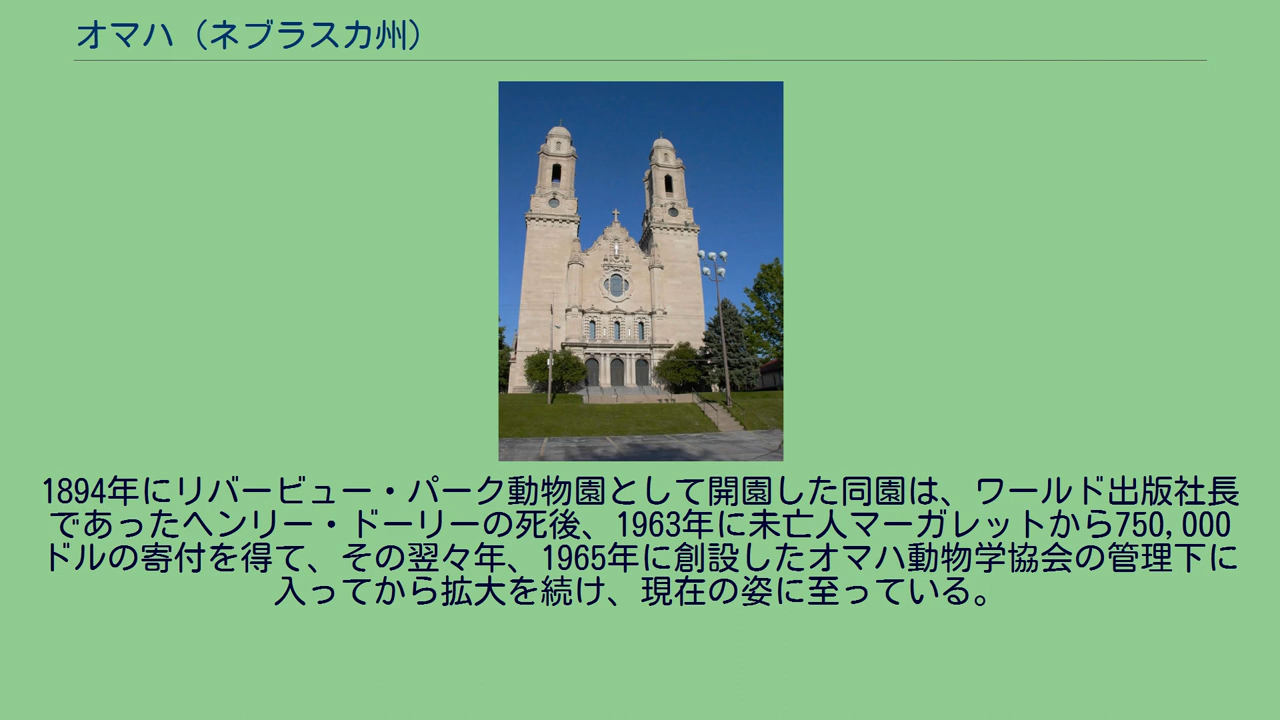 オマハ（ネブラスカ州）
1894年にリバービュー・パーク動物園として開園した同園は、ワールド出版社長
であったヘンリー・ドーリーの死後、1963年に未亡人マーガレットから750,000
ドルの寄付を得て、その翌々年、1965年に創設したオマハ動物学協会の管理下に
入ってから拡大を続け、現在の姿に至っている。